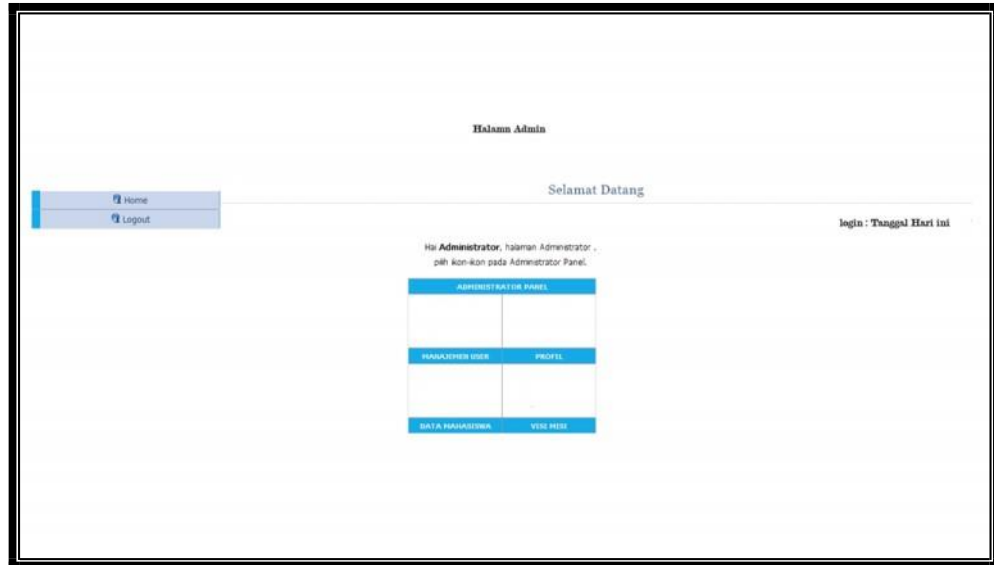 Halamn Admin
Selamat Datang
Home
Logout
login : Tanggal Hari ini
Hai Administrator, halaman Administrator .
pilih ikon-ikon pada Administrator Panel.
ADMINISTRATOR PANEL
MANAJEMEN USER PROFIL
DATA MAHASISWA VISI MISI